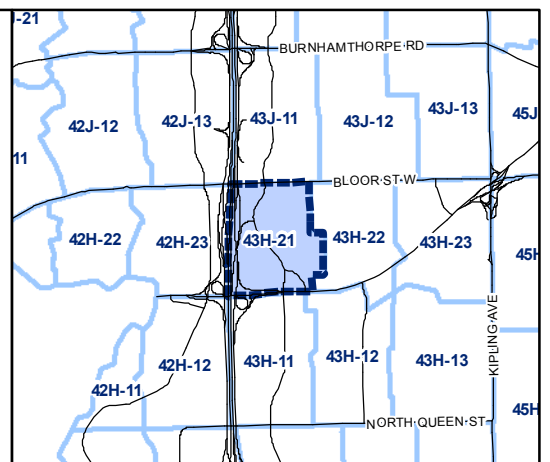 J-21
BURNHAMTHORPE RD
42J-12
42J-13
43J-11
43J-12
43J-13
45J
11
BLOOR ST W
42H-22
42H-23
43H-21
43H-22
43H-23
45H
KIPLING AVE
42H-11
42H-12
43H-11
43H-12
43H-13
45H
NORTH QUEEN ST